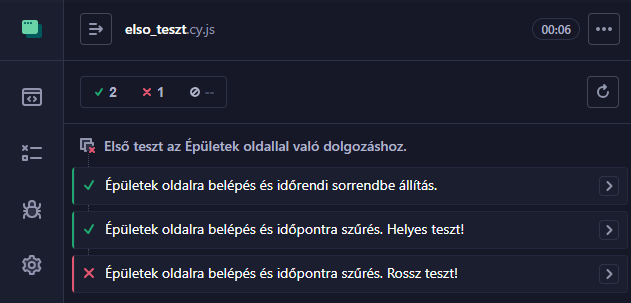 elso_teszt.cy.js
00:06
2 1 --
Első teszt az Épületek oldallal való dolgozáshoz.
Épületek oldalra belépés és időrendi sorrendbe állítás.
Épületek oldalra belépés és időpontra szűrés. Helyes teszt!
Épületek oldalra belépés és időpontra szűrés. Rossz teszt!